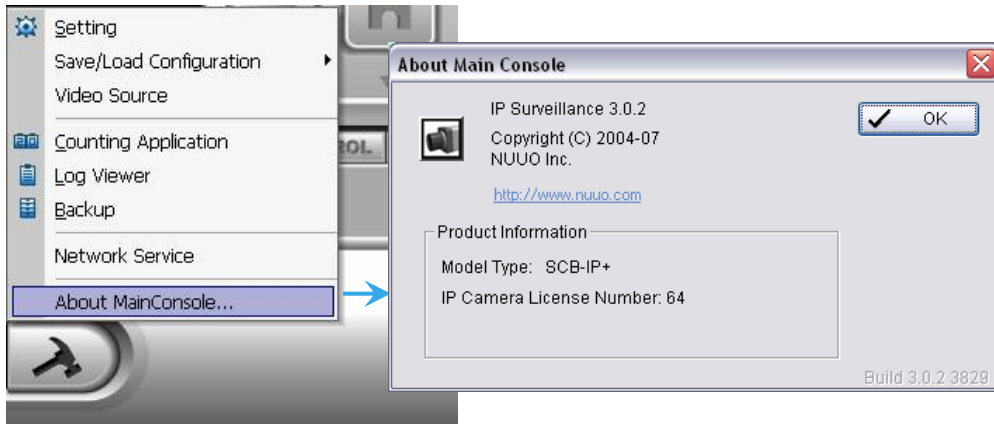 Setting
Save/Load Configuration
Video Source
Counting Application
Log Viewer
Backup
Network Service
About MainConsole...
ROL
About Main Console
IP Surveillance 3.0.2
Copyright (C) 2004-07
NUUO Inc.
http://www.nuuo.com
OK
Product Information
Model Type: SCB-IP+
IP Camera License Number: 64
Build 3.0.2 3829